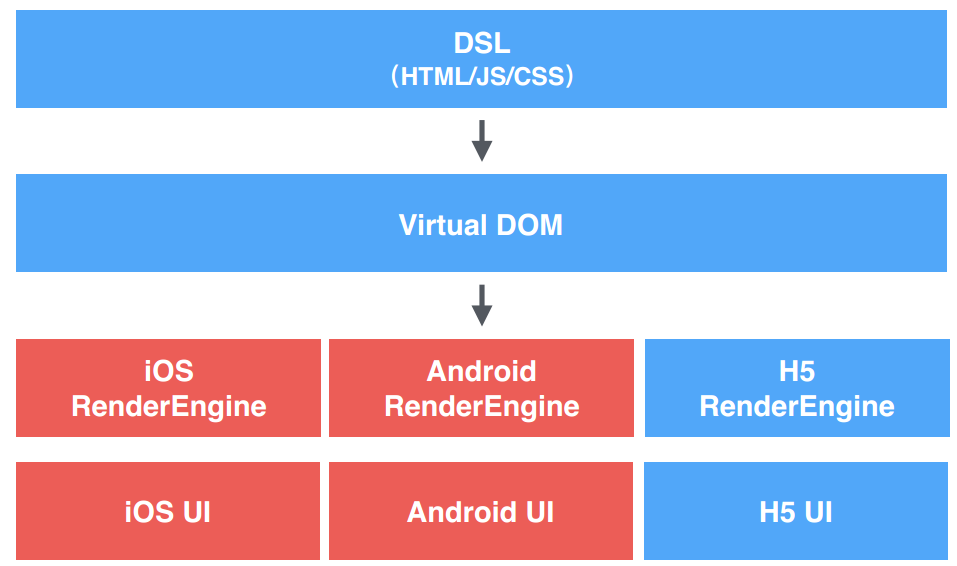 DSL
（HTML/JS/CSS）
Virtual DOM
iOS
RenderEngine
Android
RenderEngine
H5
RenderEngine
iOS UI
Android UI
H5 UI